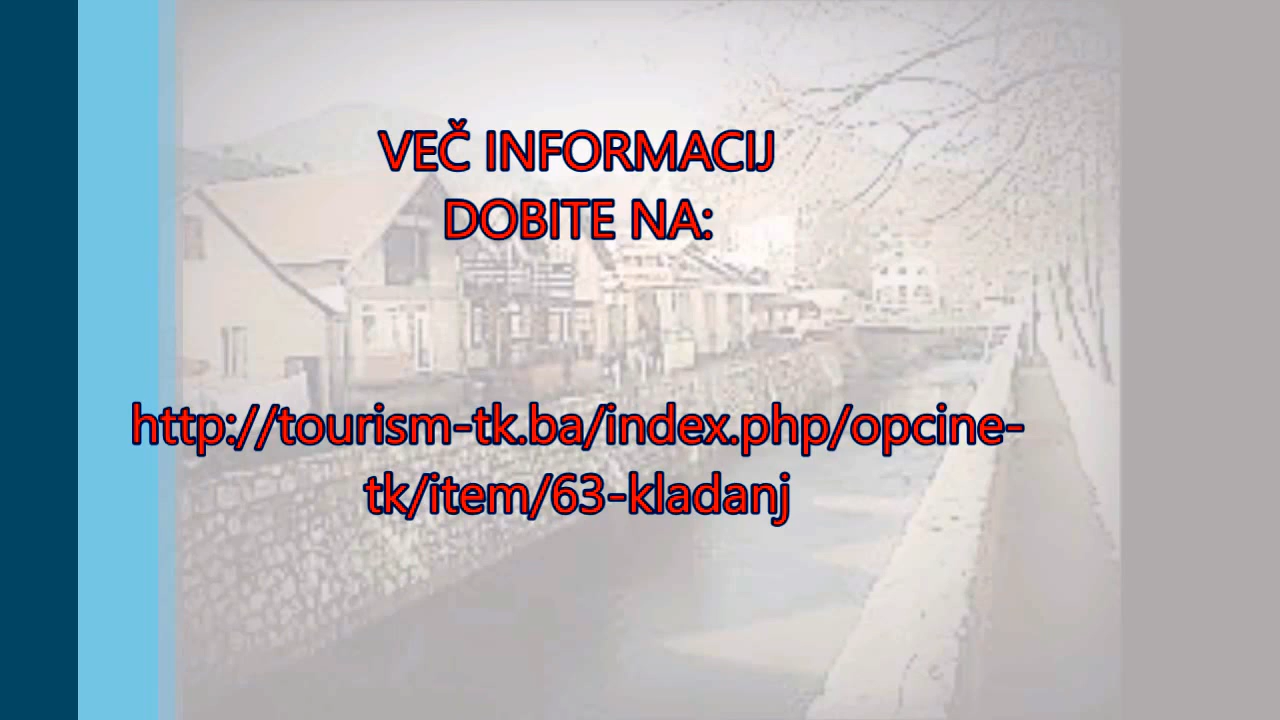 VEČ INFORMACIJ
DOBITE NA:
http://tourism-tk.ba/index.php/opcine-
tk/item/63-kladanj